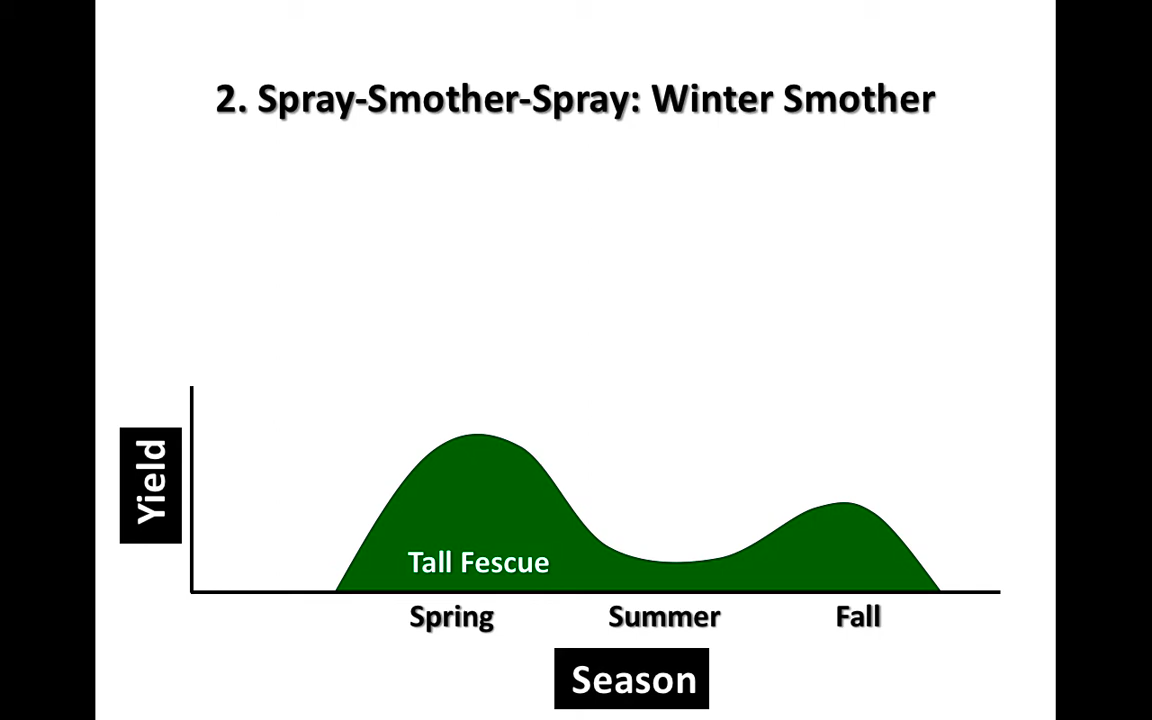 2. Spray-Smother-Spray: Winter Smother
Yield
Tall Fescue
Spring Summer Fall
Season